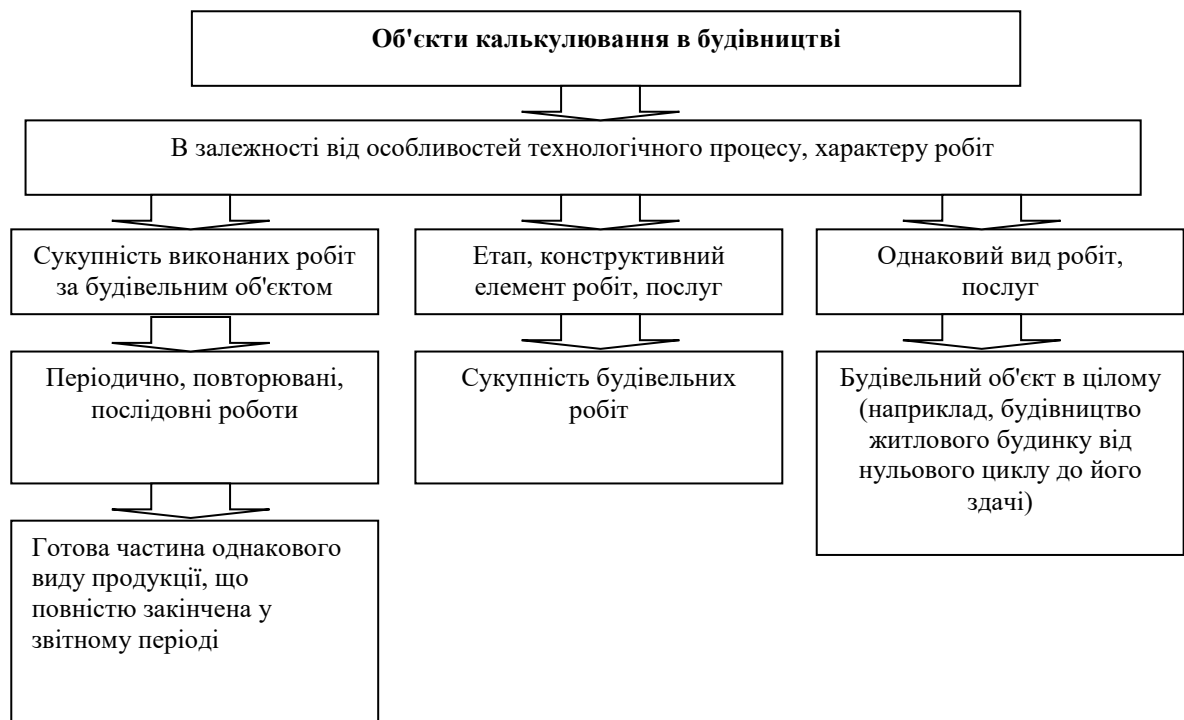 Об'єкти калькулювання в будівництві
В залежності від особливостей технологічного процесу, характеру робіт
Сукупність виконаних робіт
за будівельним об'єктом
Етап, конструктивний
елемент робіт, послуг
Однаковий вид робіт,
послуг
Періодично, повторювані,
послідовні роботи
Сукупність будівельних
робіт
Будівельний об'єкт в цілому
(наприклад, будівництво
житлового будинку від
нульового циклу до його
здачі)
Готова частина однакового
виду продукції, що
повністю закінчена у
звітному періоді